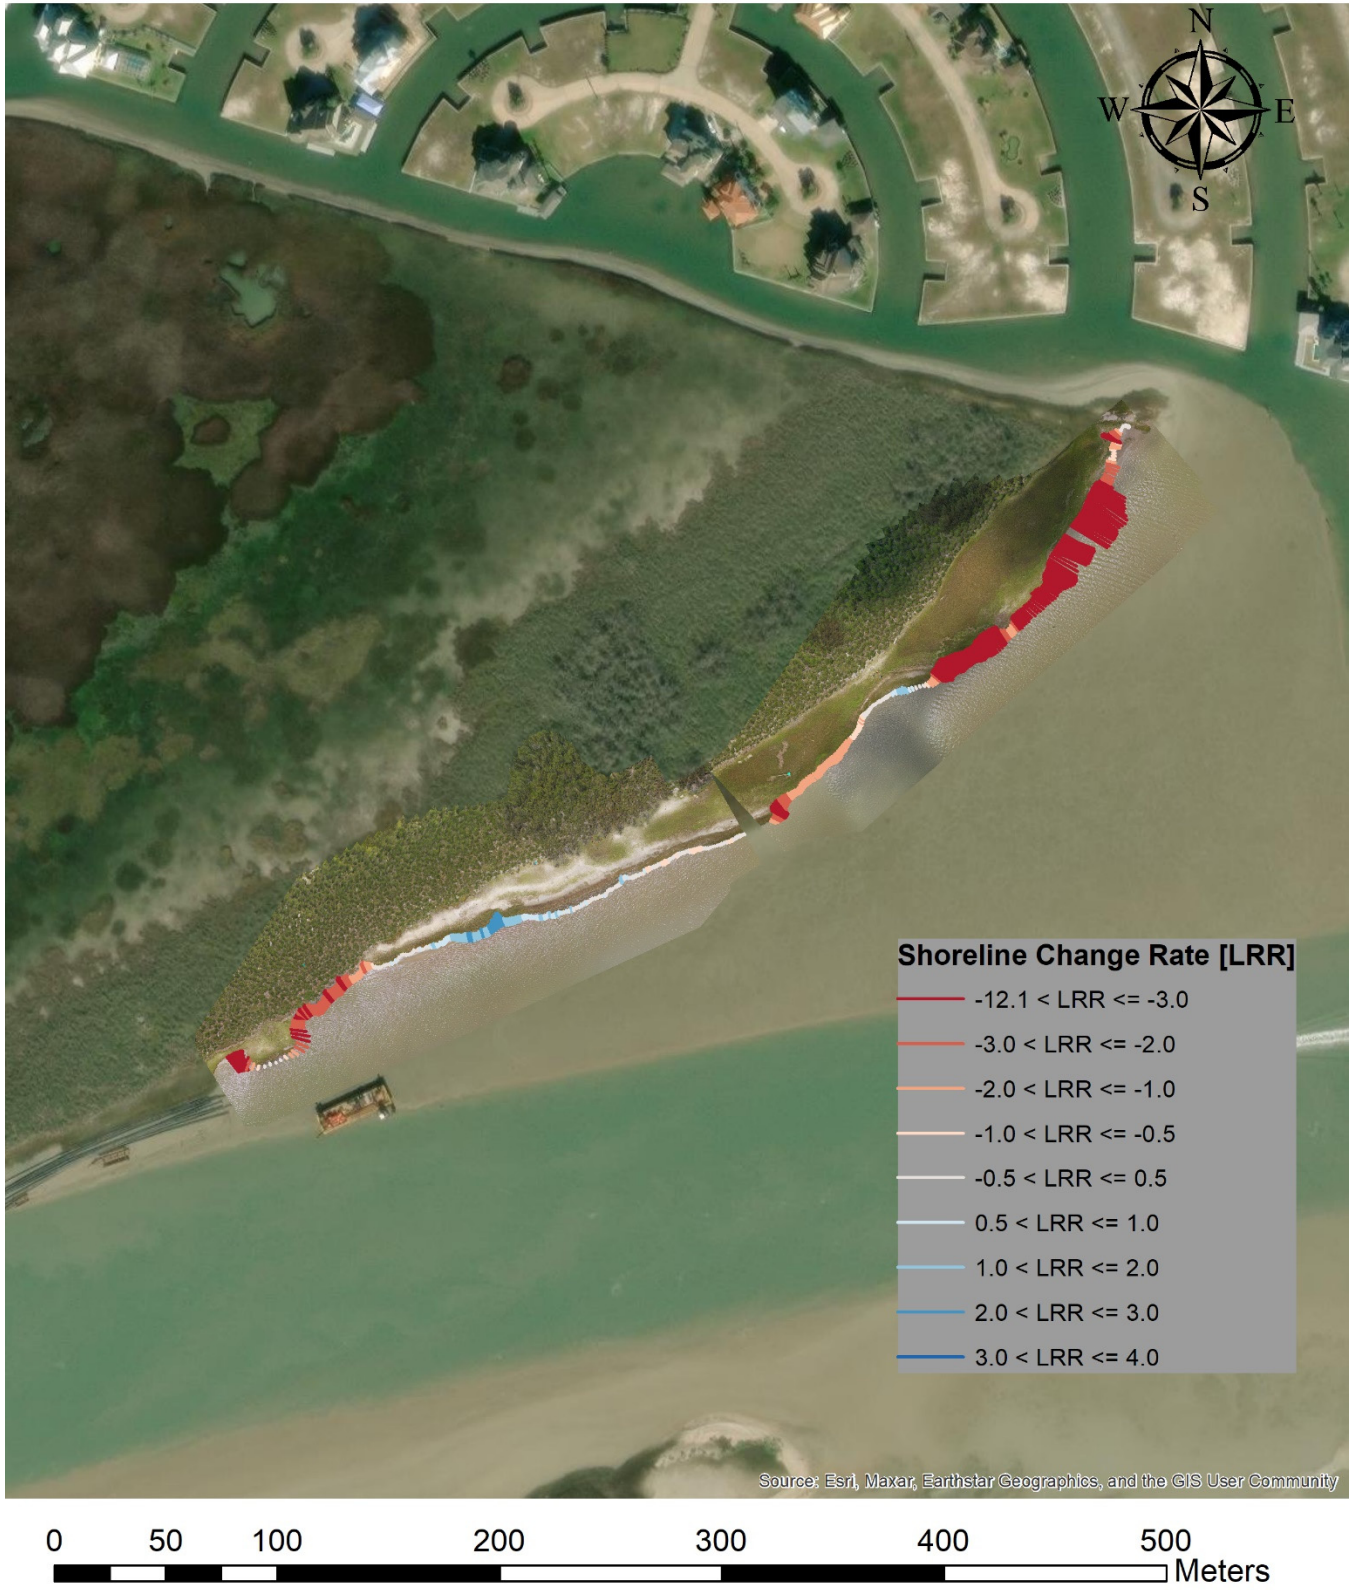 N
W E
S
Shoreline Change Rate [LRR]
-12.1 < LRR <= -3.0
-3.0 < LRR <= -2.0
-2.0 < LRR <= -1.0
-1.0 < LRR <= -0.5
-0.5 < LRR <= 0.5
0.5 < LRR <= 1.0
1.0 < LRR <= 2.0
2.0 < LRR <= 3.0
3.0 < LRR <= 4.0
Source: Esri, Maxar, Earthstar Geographics, and the GIS User Community
0 50 100 200 300 400 500
Meters